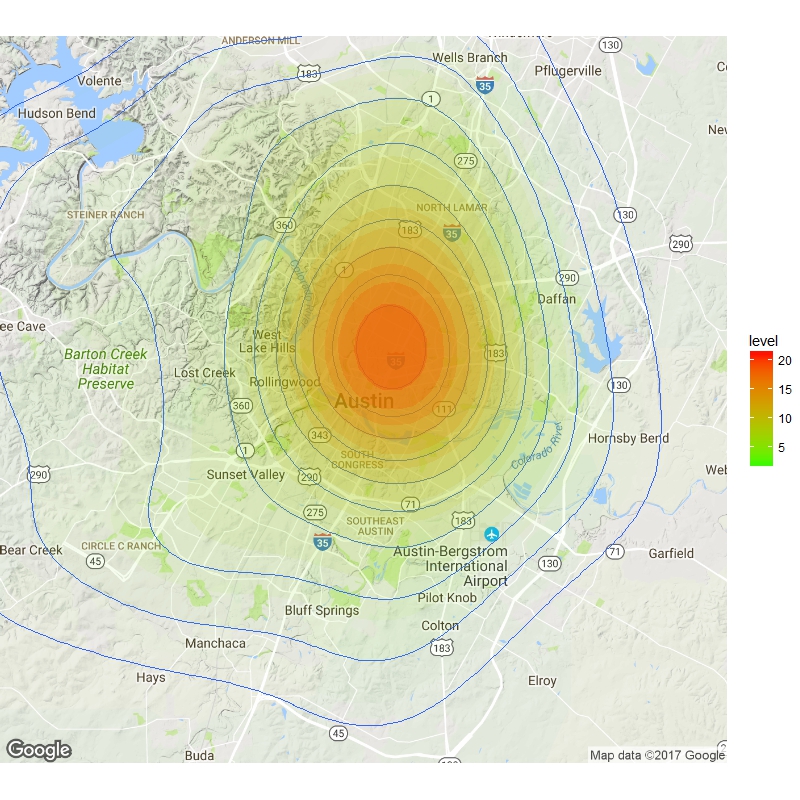 ANDERSON MILL
130
Wells Branch
183
Pflugerville
Volente
35
Hudson Bend
1
275
STEINER RANCH
NORTH LAMAR
130
360
183
35
290
1
290
Daffan
ee Cave
level
West
Lake Hills
Barton Creek
Habitat
Preserve
183
20
Lost Creek
Rollingwood
130
15
Austin
360
111
10
343
Hornsby Bend
1
SOUTH
CONGRESS
Colorado River
5
290
Sunset Valley
290
Web
275
71
183
SOUTHEAST
AUSTIN
35
Bear Creek
CIRCLE C RANCH
Austin-Bergstrom
International
Airport
71
Garfield
45
130
Pilot Knob
Bluff Springs
Colton
Manchaca
183
Hays
Elroy
45
Buda
Google
Map data ©2017 Google